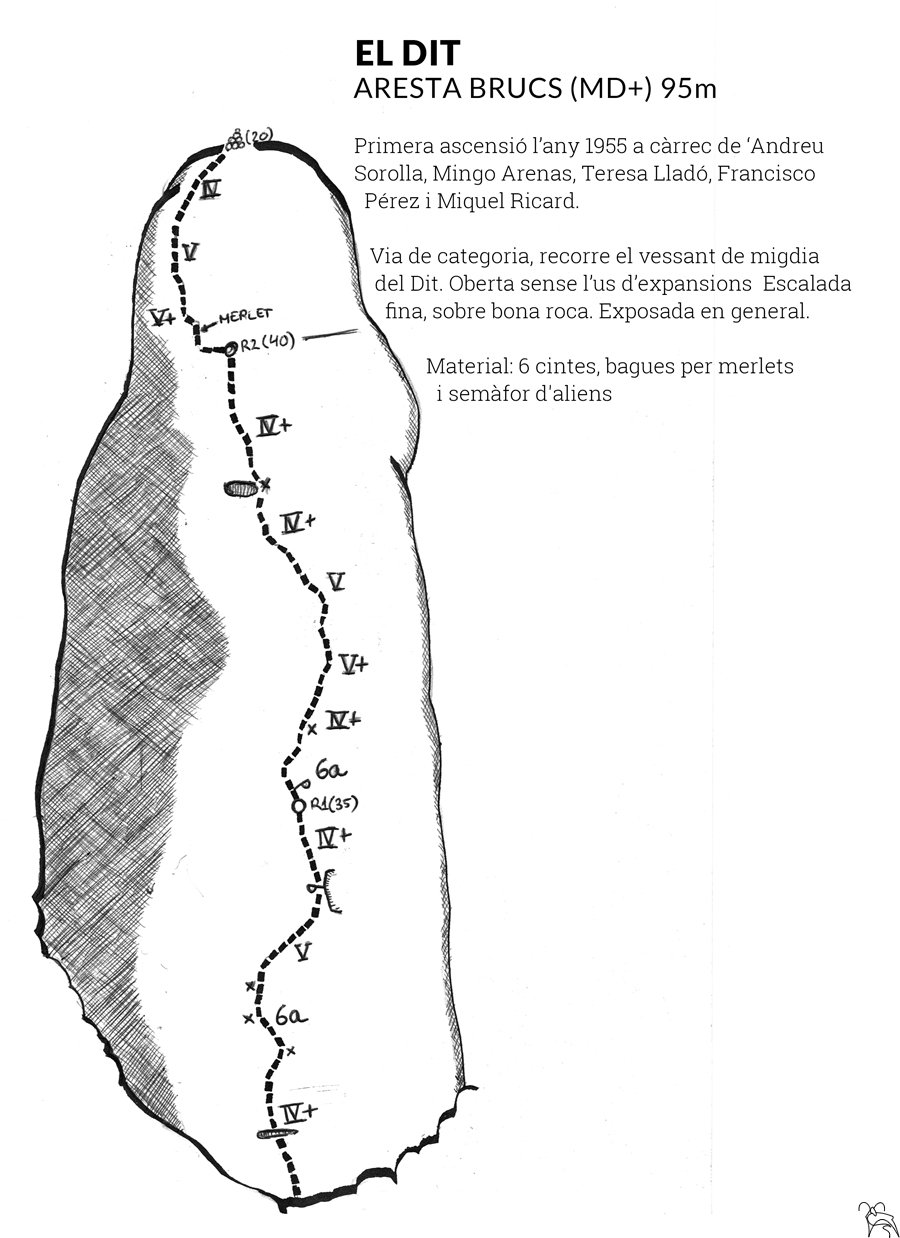 EL DIT
ARESTA BRUCS (MD+) 95m
Primera ascensió l’any 1955 a càrrec de ‘Andreu
Sorolla, Mingo Arenas, Teresa Lladó, Francisco
Pérez i Miquel Ricard.
Via de categoria, recorre el vessant de migdia
del Dit. Oberta sense l’us d’expansions  Escalada
fina, sobre bona roca. Exposada en general.
Material: 6 cintes, bagues per merlets
i semàfor d'aliens
(20)
IV
V
V+
MERLET
R2(40)
IV+
IV+
V
V+
IV+
6a
R1(35)
IV+
V
6a
IV+